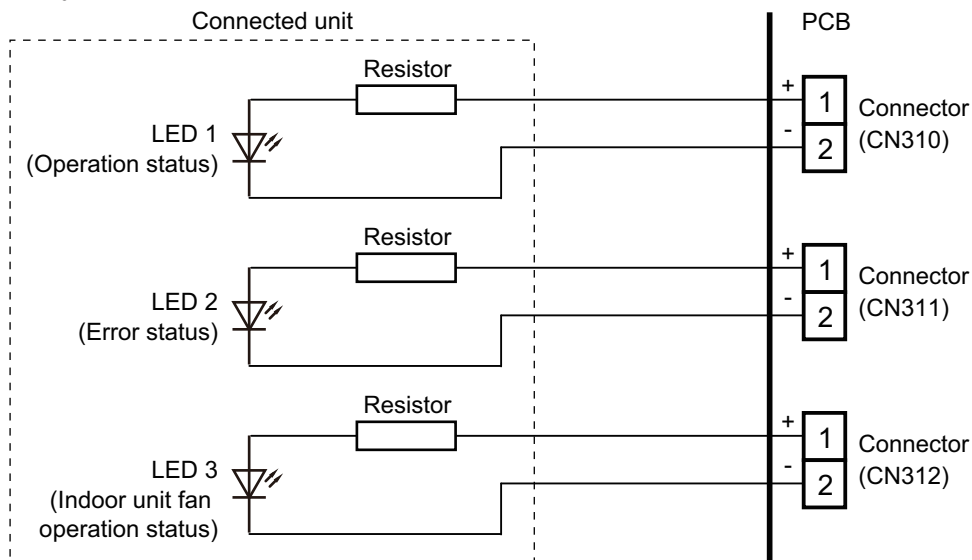 Connected unit
PCB
Resistor
LED 1
(Operation status)
+
1
-
2
Connector
(CN310)
Resistor
LED 2
(Error status)
+
1
-
2
Connector
(CN311)
Resistor
LED 3
(Indoor unit fan
operation status)
+
1
-
2
Connector
(CN312)